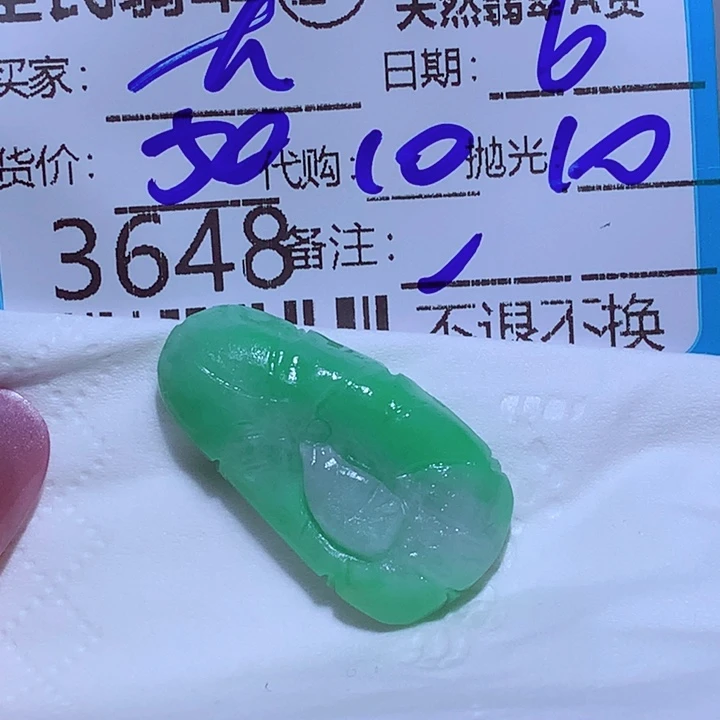 天然翡翠A货
买家: h 日期: 6
货价: 50 代购: 10 抛光 10
3648 备注:
不退不换